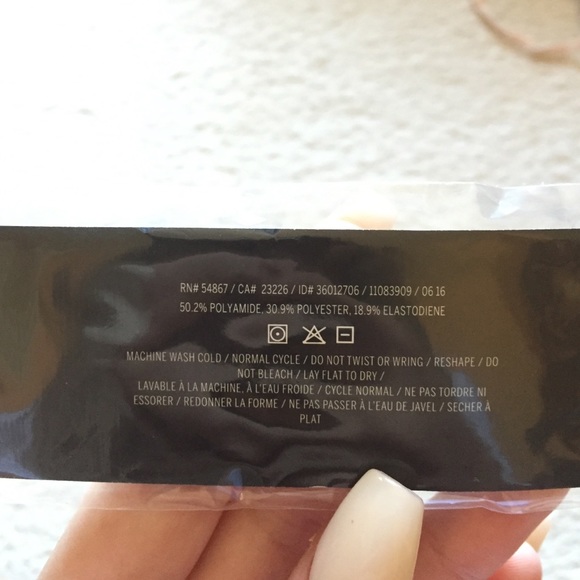 RN# 54867 / CA# 23226 / ID# 36012706 / 11083909 / 06 16
50.2% POLYAMIDE, 30.9% POLYESTER, 18.9% ELASTODIENE
MACHINE WASH COLD / NORMAL CYCLE / DO NOT TWIST OR WRING / RESHAPE / DO
NOT BLEACH / LAY FLAT TO DRY /
LAVABLE À LA MACHINE, À L'EAU FROIDE / CYCLE NORMAL / NE PAS TORDRE NI
ESSORER / REDONNER LA FORME / NE PAS PASSER À L'EAU DE JAVEL / SECHER À
PLAT